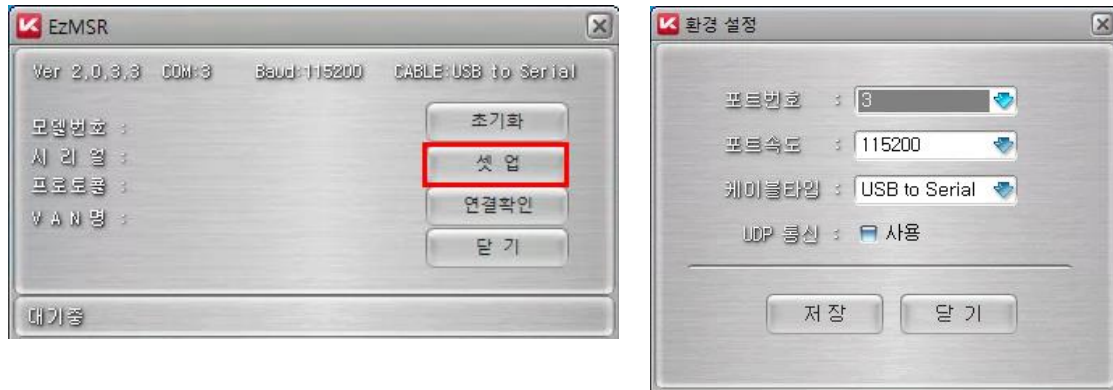 EzMSR
Ver 2,0,3,3 COM:3 Baud:115200 CABLE:USB to Serial
모델번호 :
시 리 얼 :
프로토콜 :
V A N 명 :
초기화
셋 업
연결확인
닫 기
대기중
환경 설정
포트번호 : 3
포트속도 : 115200
케이블타입 : USB to Serial
UDP 통신 : 사용
저 장 닫 기